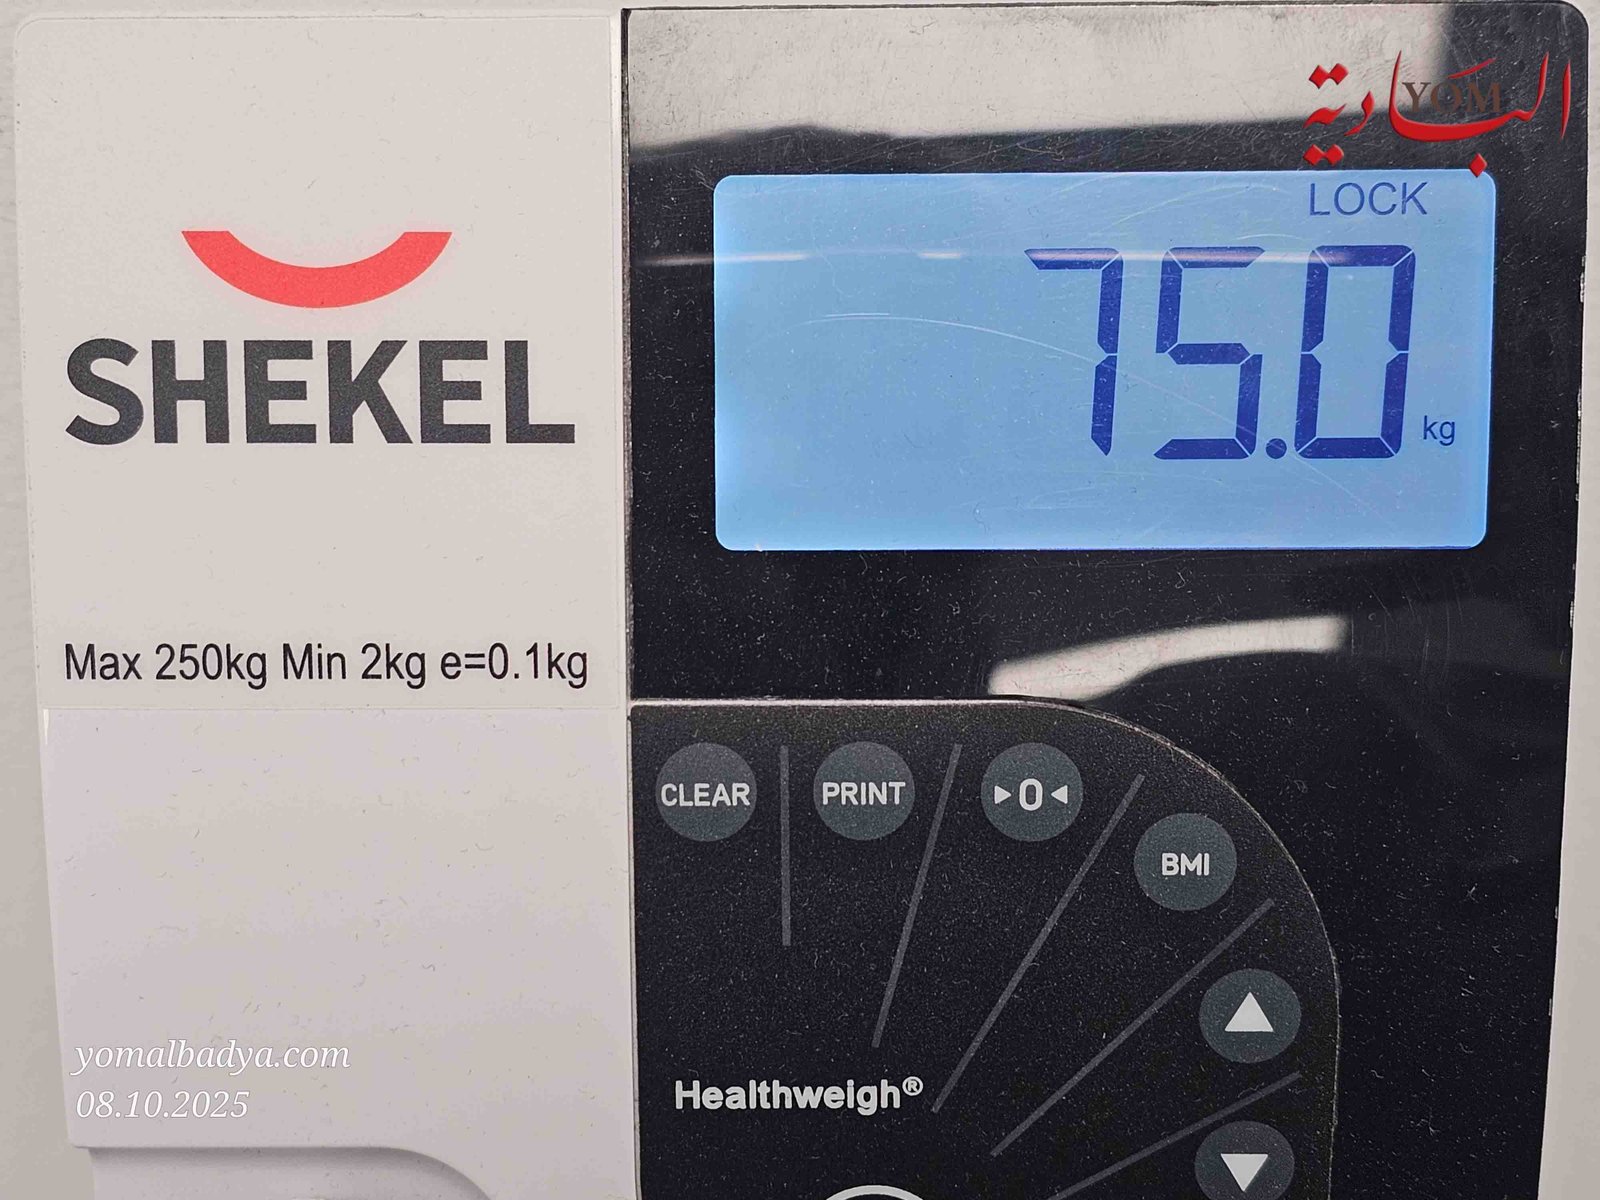 البادية
YOM
LOCK
75.0 kg
SHEKEL
Max 250kg Min 2kg e=0.1kg
CLEAR
PRINT
0
BMI
Healthweigh®
yomalbadya.com
08.10.2025